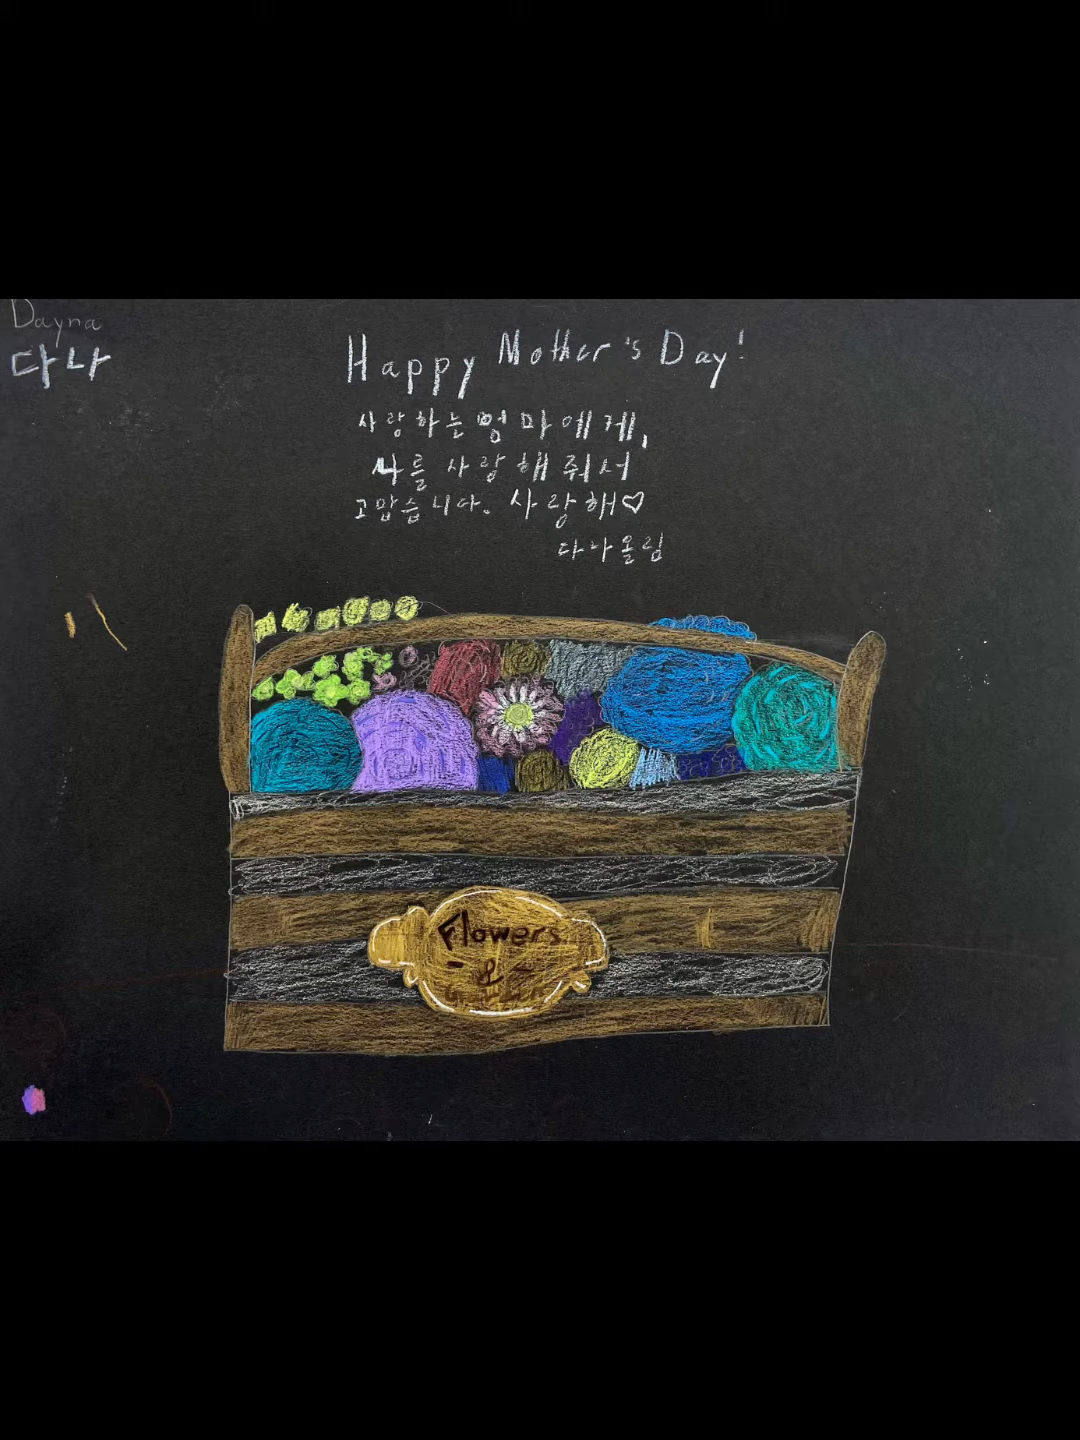 Dayna
다나
Happy Mother's Day!
사랑하는 엄마에게,
나를 사랑해 줘서
고맙습니다. 사랑해♡
다나 올림
Flowers
- & -